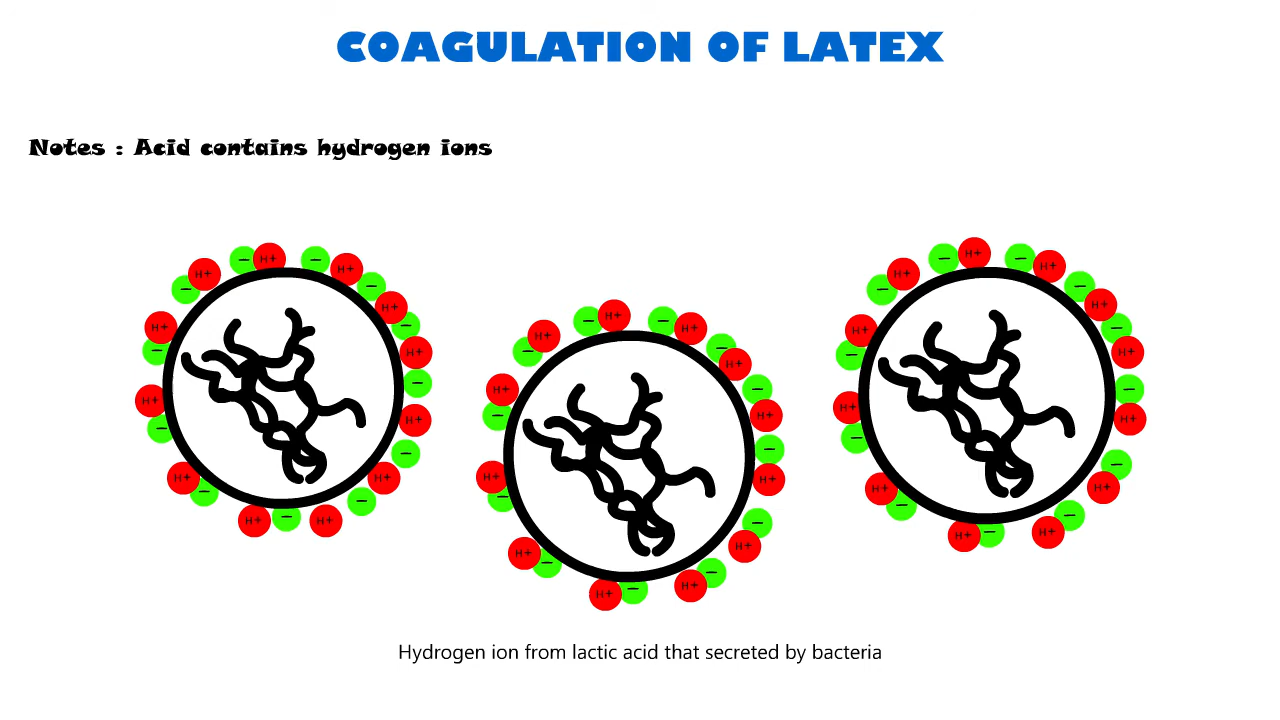 COAGULATION OF LATEX
Notes : Acid contains hydrogen ions
H+ H+ H+ H+ H+ H+ H+ H+ H+ H+ H+ H+
H+ H+ H+ H+ H+ H+ H+ H+ H+ H+ H+ H+
H+ H+ H+ H+ H+ H+ H+ H+ H+ H+ H+ H+
Hydrogen ion from lactic acid that secreted by bacteria